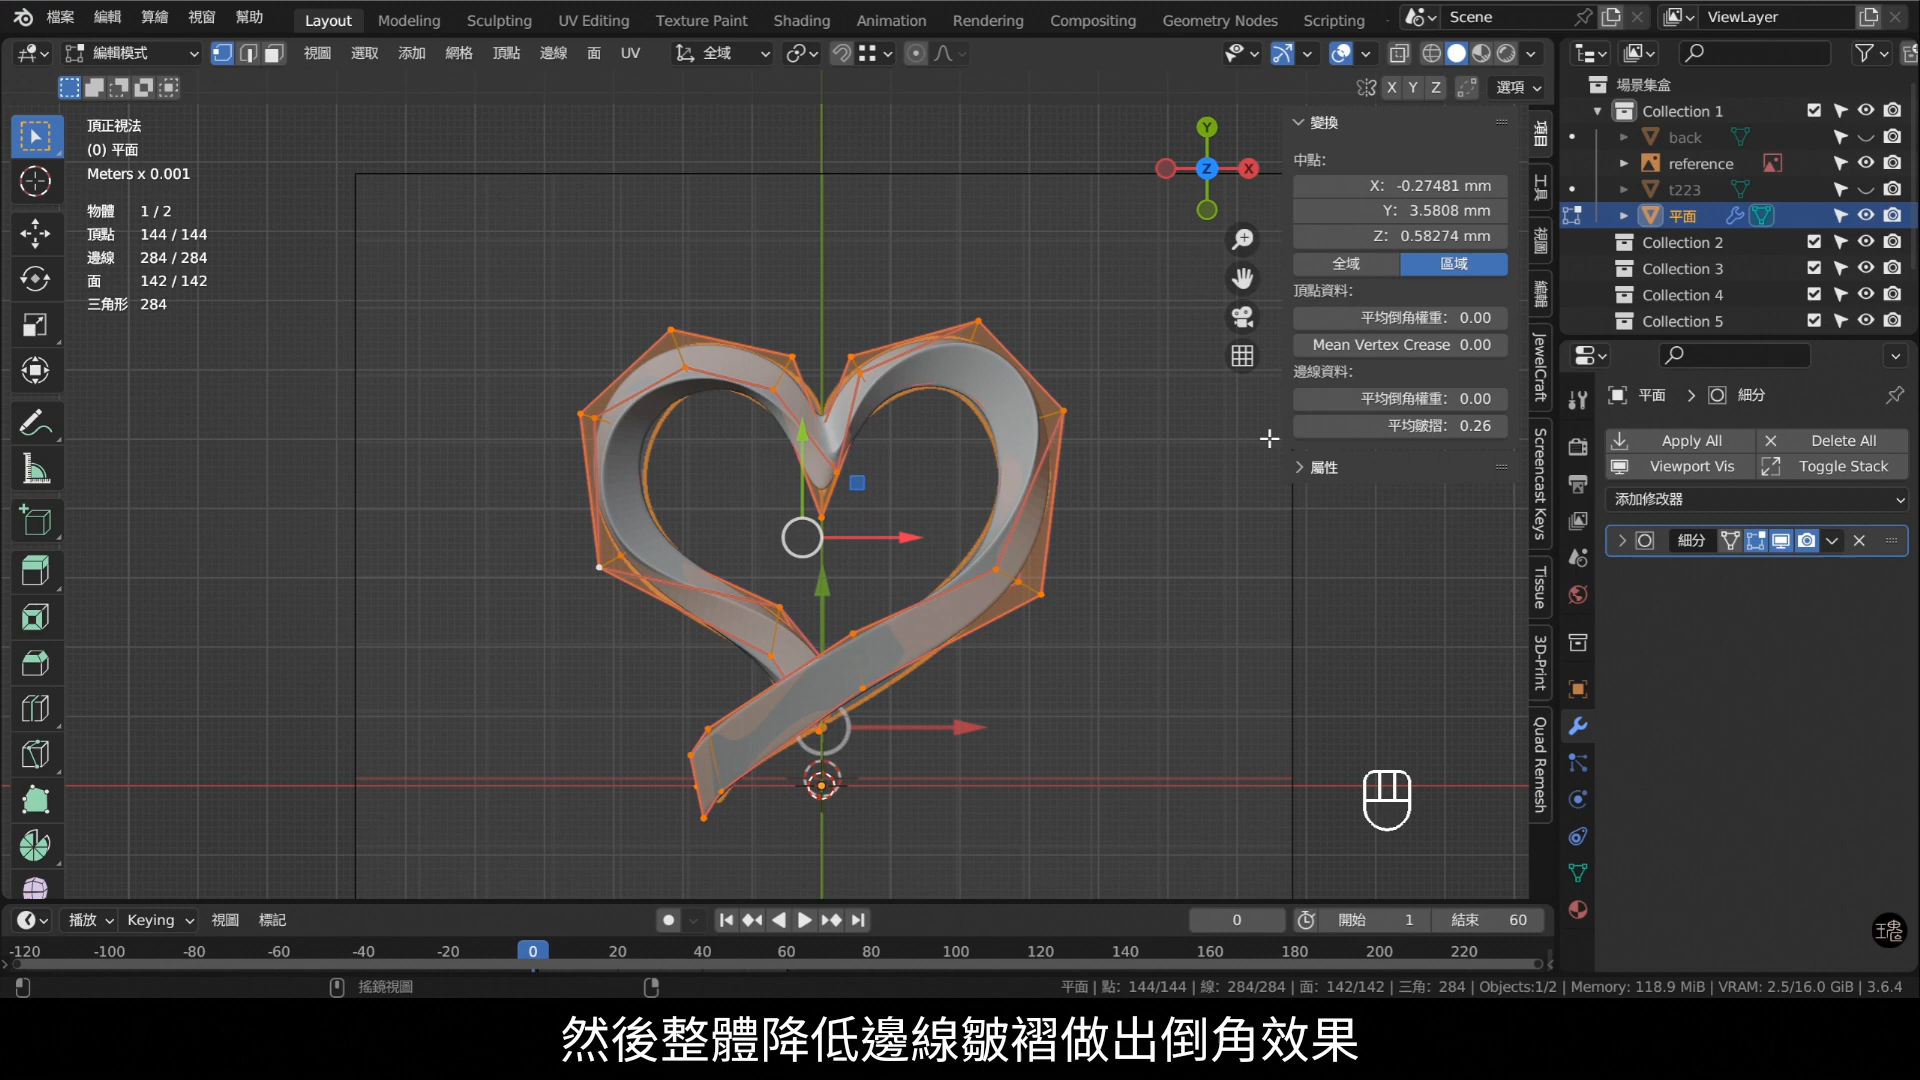 檔案 編輯 算繪 視窗 幫助 Layout Modeling Sculpting UV Editing Texture Paint Shading Animation Rendering Compositing Geometry Nodes Scripting Scene ViewLayer
編輯模式 視圖 選取 添加 網格 頂點 邊線 面 UV 全域
X Y Z 選項
頂正視法
(0) 平面
Meters x 0.001
物體 1 / 2
頂點 144 / 144
邊線 284 / 284
面 142 / 142
三角形 284
Y
Z
X
變換
中點:
X: -0.27481 mm
Y: 3.5808 mm
Z: 0.58274 mm
全域 區域
頂點資料:
平均倒角權重: 0.00
Mean Vertex Crease 0.00
邊線資料:
平均倒角權重: 0.00
平均皺摺: 0.26
屬性
項目
工具
視圖
編輯
JewelCraft
Screencast Keys
Tissue
3D-Print
Quad Remesh
場景集盒
Collection 1
back
reference
t223
平面
Collection 2
Collection 3
Collection 4
Collection 5
平面 細分
Apply All Delete All
Viewport Vis Toggle Stack
添加修改器
細分
播放 Keying 視圖 標記 0 開始 1 結束 60
-120 -100 -80 -60 -40 -20 0 20 40 60 80 100 120 140 160 180 200 220
搖鏡視圖 平面 | 點: 144/144 | 線: 284/284 | 面: 142/142 | 三角: 284 | Objects:1/2 | Memory: 118.9 MiB | VRAM: 2.5/16.0 GiB | 3.6.4
然後整體降低邊線皺褶做出倒角效果